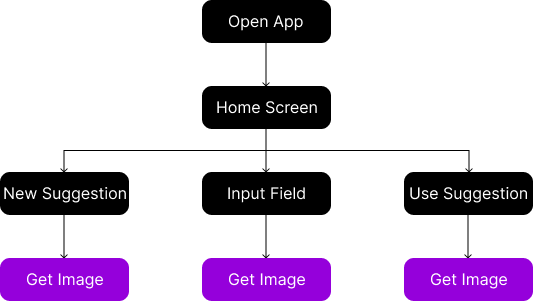 Open App
Home Screen
New Suggestion
Input Field
Use Suggestion
Get Image
Get Image
Get Image